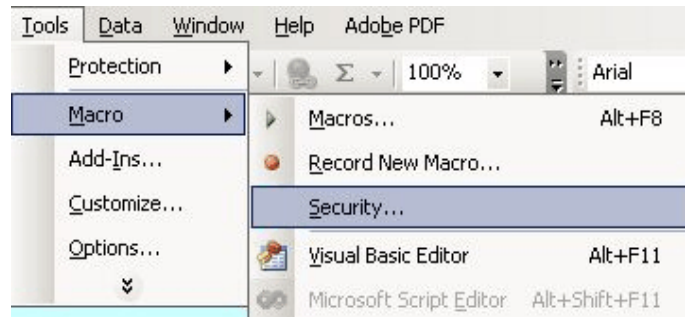 Tools Data Window Help Adobe PDF
Protection
Σ 100% Arial
Macro
Macros... Alt+F8
Add-Ins...
Record New Macro...
Customize...
Security...
Options...
Visual Basic Editor Alt+F11
Microsoft Script Editor Alt+Shift+F11